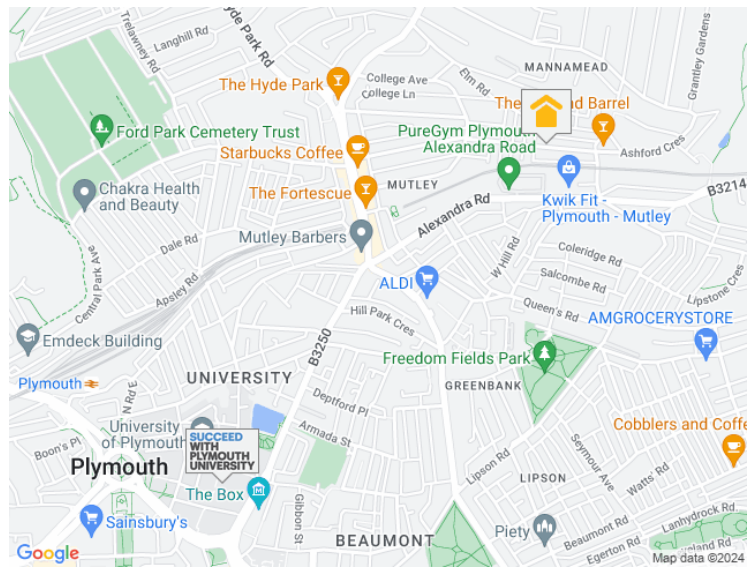 Trelawney Rd
Langhill Rd
Hyde Park Rd
College Ave
College Ln
Elm Rd
MANNAMEAD
Grantley Gardens
The Hyde Park
Barrel
Ford Park Cemetery Trust
PureGym Plymouth
Alexandra Road
Starbucks Coffee
Ashford Cres
MUTLEY
Chakra Health
and Beauty
The Fortescue
Kwik Fit -
Plymouth - Mutley
B3214
Alexandra Rd
Mutley Barbers
Dale Rd
Central Park Ave
Apsley Rd
W Hill Rd
Coleridge Rd
Salcombe Rd
Lipstone Cres
ALDI
Queen's Rd
Hill Park Cres
AMGROCERYSTORE
Emdeck Building
B3250
Freedom Fields Park
Plymouth
UNIVERSITY
GREENBANK
N Rd E
Deptford Pl
University
of Plymouth
Armada St
Cobblers and Coffe
Boon's Pl
SUCCEED
WITH
PLYMOUTH
UNIVERSITY
Plymouth
Lipson Rd
Seymour Ave
Watts' Rd
LIPSON
The Box
Gibbon St
Sainsbury's
Piety
Beaumont Rd
Lanhydrock Rd
BEAUMONT
Egerton Rd
eland Rd
Google
Map data ©2024